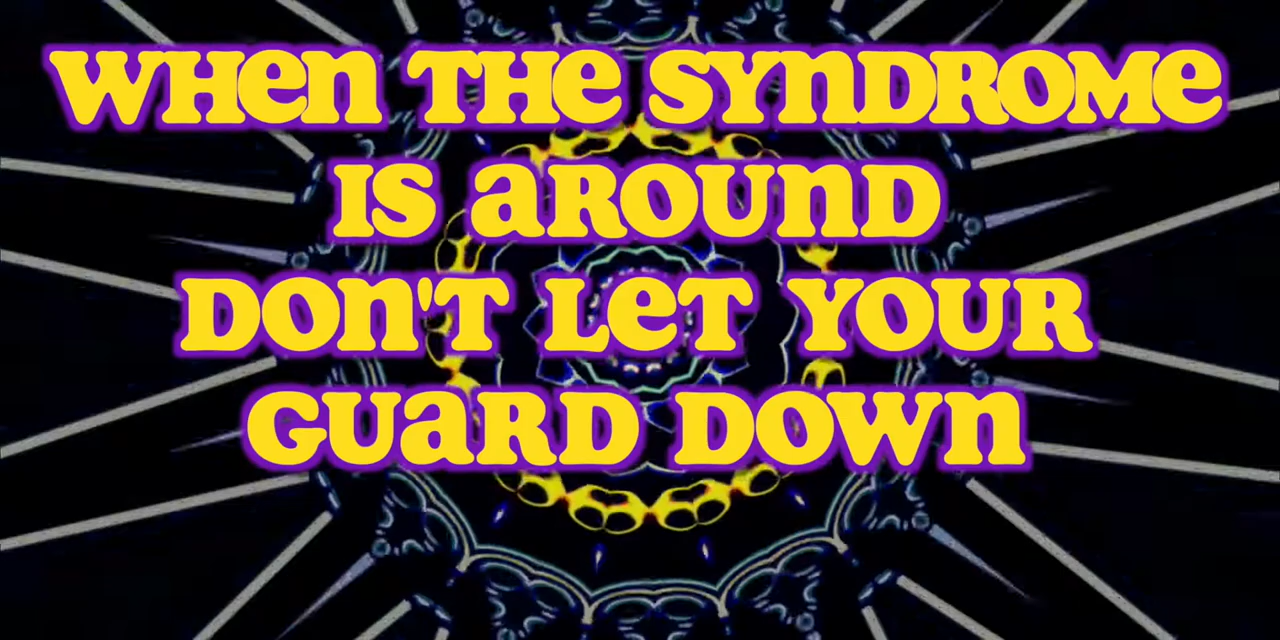 WHen THe SYnDROMe
IS aROUnD
DOn'T LeT YOUR
GUaRD DOWn